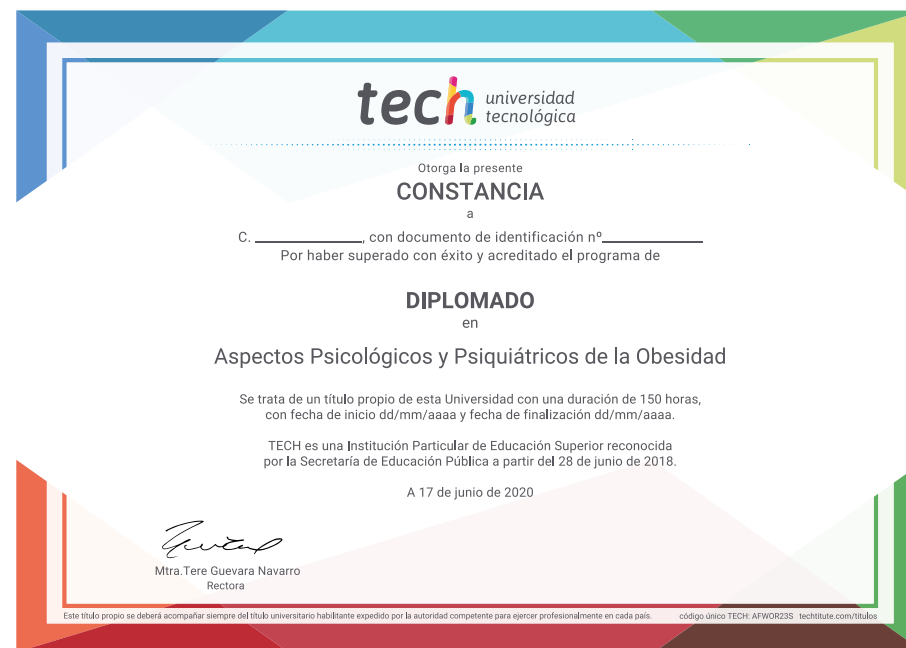 tech universidad
tecnológica
Otorga la presente
CONSTANCIA
a
C. ____________, con documento de identificación nº____________
Por haber superado con éxito y acreditado el programa de
DIPLOMADO
en
Aspectos Psicológicos y Psiquiátricos de la Obesidad
Se trata de un título propio de esta Universidad con una duración de 150 horas,
con fecha de inicio dd/mm/aaaa y fecha de finalización dd/mm/aaaa.
TECH es una Institución Particular de Educación Superior reconocida
por la Secretaría de Educación Pública a partir del 28 de junio de 2018.
A 17 de junio de 2020
Mtra.Tere Guevara Navarro
Rectora
Este título propio se deberá acompañar siempre del título universitario habilitante expedido por la autoridad competente para ejercer profesionalmente en cada país. código único TECH: AFWOR23S techtitute.com/titulos